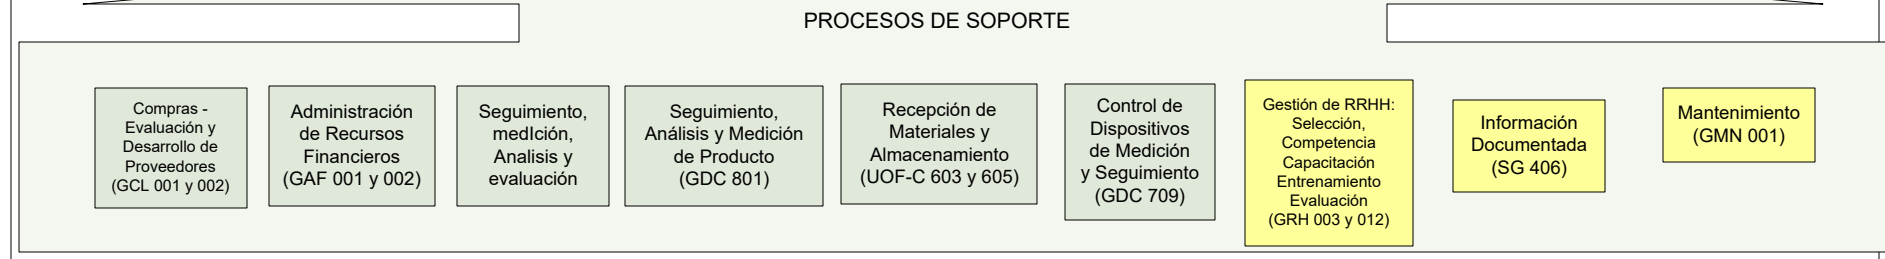 PROCESOS DE SOPORTE
Compras -
Evaluación y
Desarrollo de
Proveedores
(GCL 001 y 002)
Administración
de Recursos
Financieros
(GAF 001 y 002)
Seguimiento,
medIción,
Analisis y
evaluación
Seguimiento,
Análisis y Medición
de Producto
(GDC 801)
Recepción de
Materiales y
Almacenamiento
(UOF-C 603 y 605)
Control de
Dispositivos
de Medición
y Seguimiento
(GDC 709)
Gestión de RRHH:
Selección,
Competencia
Capacitación
Entrenamiento
Evaluación
(GRH 003 y 012)
Información
Documentada
(SG 406)
Mantenimiento
(GMN 001)